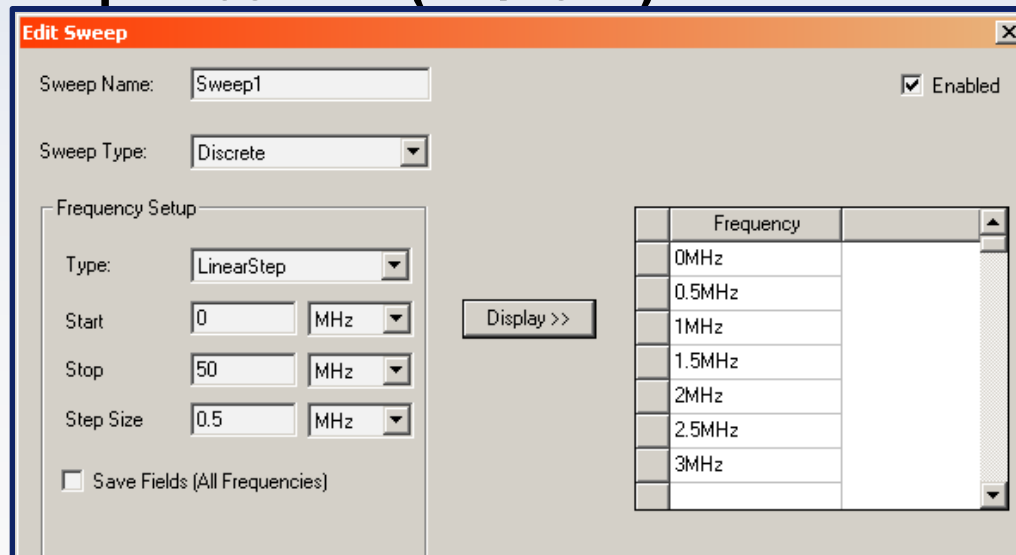 Edit Sweep
Sweep Name: Sweep1
Enabled
Sweep Type: Discrete
Frequency Setup
Type: LinearStep
Start 0 MHz
Stop 50 MHz
Step Size 0.5 MHz
Save Fields (All Frequencies)
Display >>
Frequency
0MHz
0.5MHz
1MHz
1.5MHz
2MHz
2.5MHz
3MHz